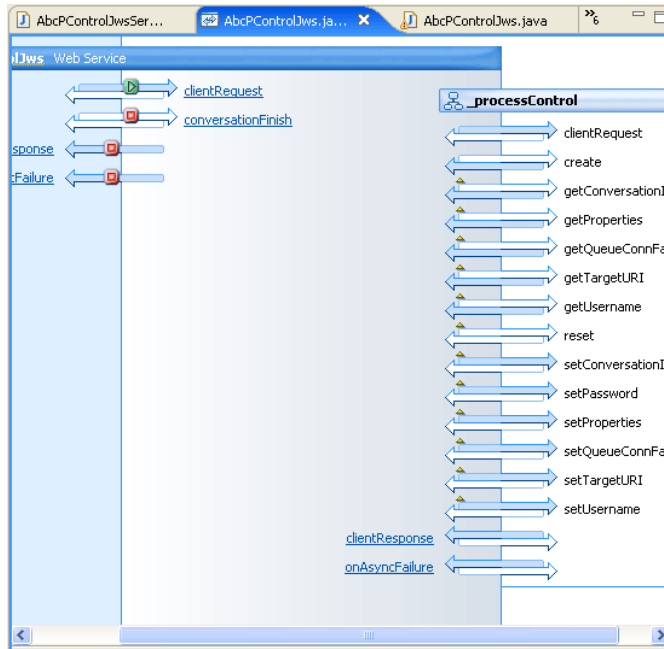 AbcPControlJwsSer...
AbcPControlJws.ja...
AbcPControlJws.java
»6
olJws Web Service
clientRequest
conversationFinish
sponse
cFailure
_processControl
clientRequest
create
getConversationI
getProperties
getQueueConnFa
getTargetURI
getUsername
reset
setConversationI
setPassword
setProperties
setQueueConnFa
setTargetURI
setUsername
clientResponse
onAsyncFailure